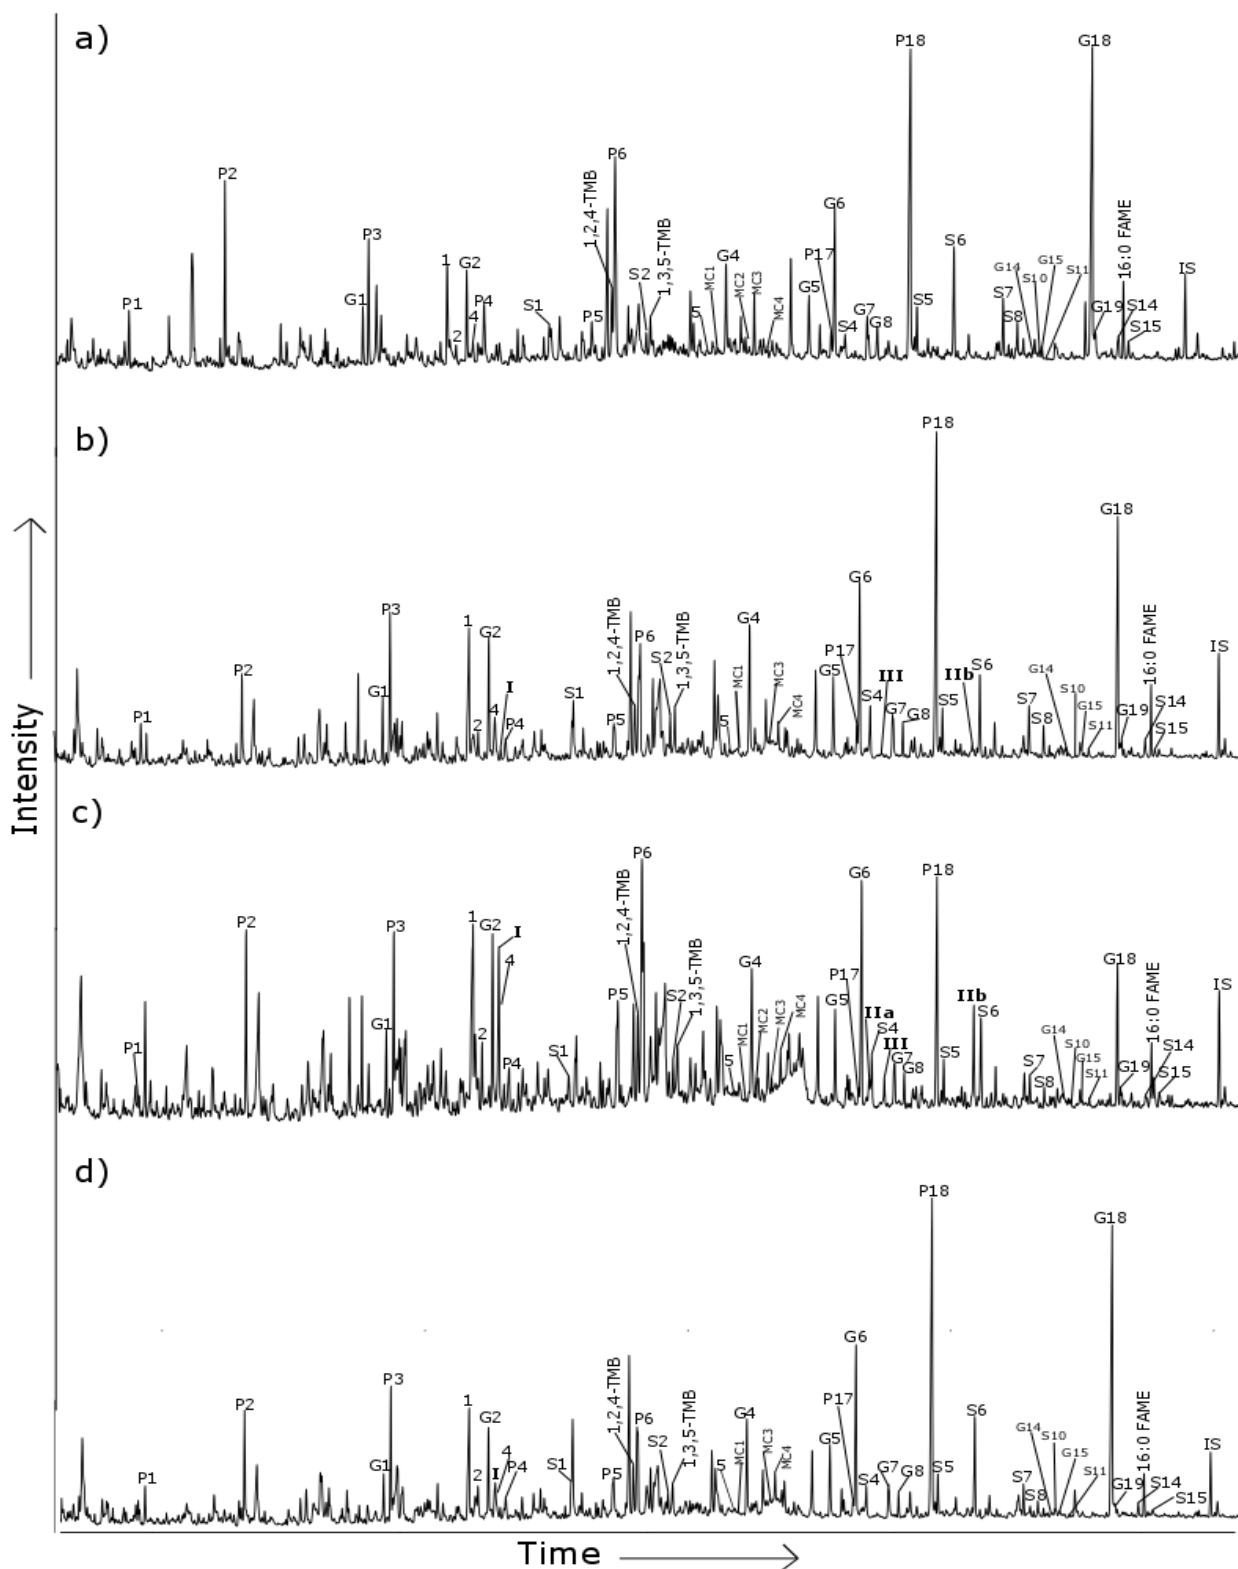 a)
P1
P2
G1
P3
1
2
G2
4
P4
S1
P5
1,2,4-TMB
P6
S2
1,3,5-TMB
5
MC1
G4
MC2
MC3
MC4
G5
P17
G6
S4
G7
G8
P18
S5
S6
S7
S8
G14
S10
G15
S11
G18
G19
16:0 FAME
S14
S15
IS
b)
P1
P2
G1
P3
1
2
G2
4
I
P4
S1
P5
1,2,4-TMB
P6
S2
1,3,5-TMB
5
MC1
G4
MC3
MC4
G5
P17
G6
S4
III
G7
G8
P18
S5
IIb
S6
S7
S8
G14
S10
G15
S11
G18
G19
16:0 FAME
S14
S15
IS
c)
P1
P2
G1
P3
1
2
G2
I
4
P4
S1
P5
1,2,4-TMB
P6
S2
1,3,5-TMB
5
MC1
G4
MC2
MC3
MC4
G5
P17
G6
IIa
S4
III
G7
G8
P18
S5
IIb
S6
S7
S8
G14
S10
G15
S11
G18
G19
16:0 FAME
S14
S15
IS
d)
P1
P2
G1
P3
1
2
G2
I
4
P4
S1
P5
1,2,4-TMB
P6
S2
1,3,5-TMB
5
MC1
G4
MC3
MC4
G5
P17
G6
S4
G7
G8
P18
S5
S6
S7
S8
G14
S10
G15
S11
G18
G19
16:0 FAME
S14
S15
IS
Intensity
Time